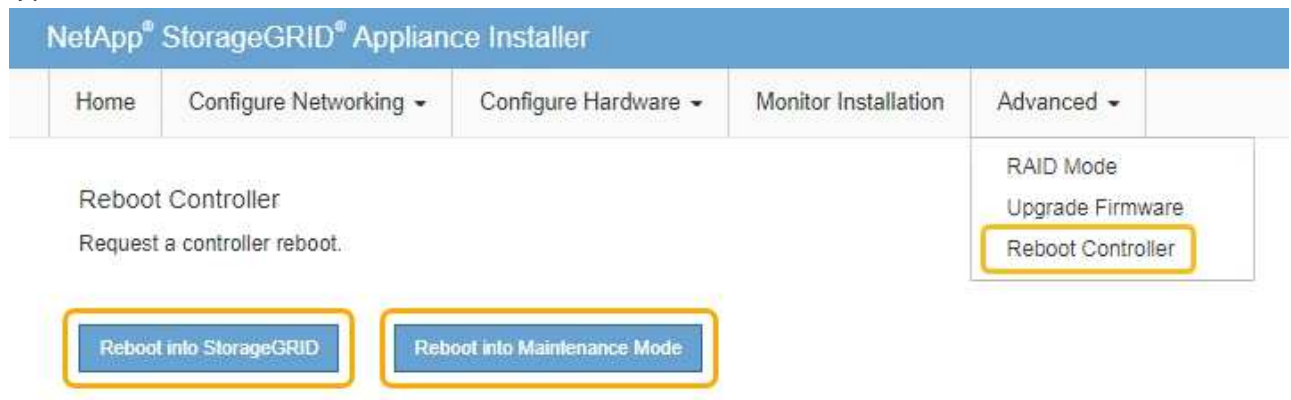 NetApp® StorageGRID® Appliance Installer
Home Configure Networking Configure Hardware Monitor Installation Advanced
RAID Mode
Upgrade Firmware
Reboot Controller
Reboot Controller
Request a controller reboot.
Reboot into StorageGRID Reboot into Maintenance Mode